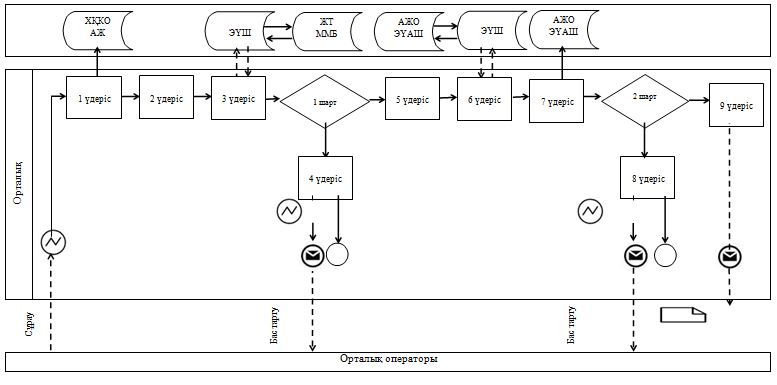 ХҚКО
АЖ
ЭҮШ
ЖТ
ММБ
АЖО
ЭҮАШ
ЭҮШ
АЖО
ЭҮАШ
Орталық
1 үдеріс
2 үдеріс
3 үдеріс
1 шарт
5 үдеріс
6 үдеріс
7 үдеріс
2 шарт
9 үдеріс
4 үдеріс
8 үдеріс
Сұрау
Бас тарту
Бас тарту
Орталық операторы